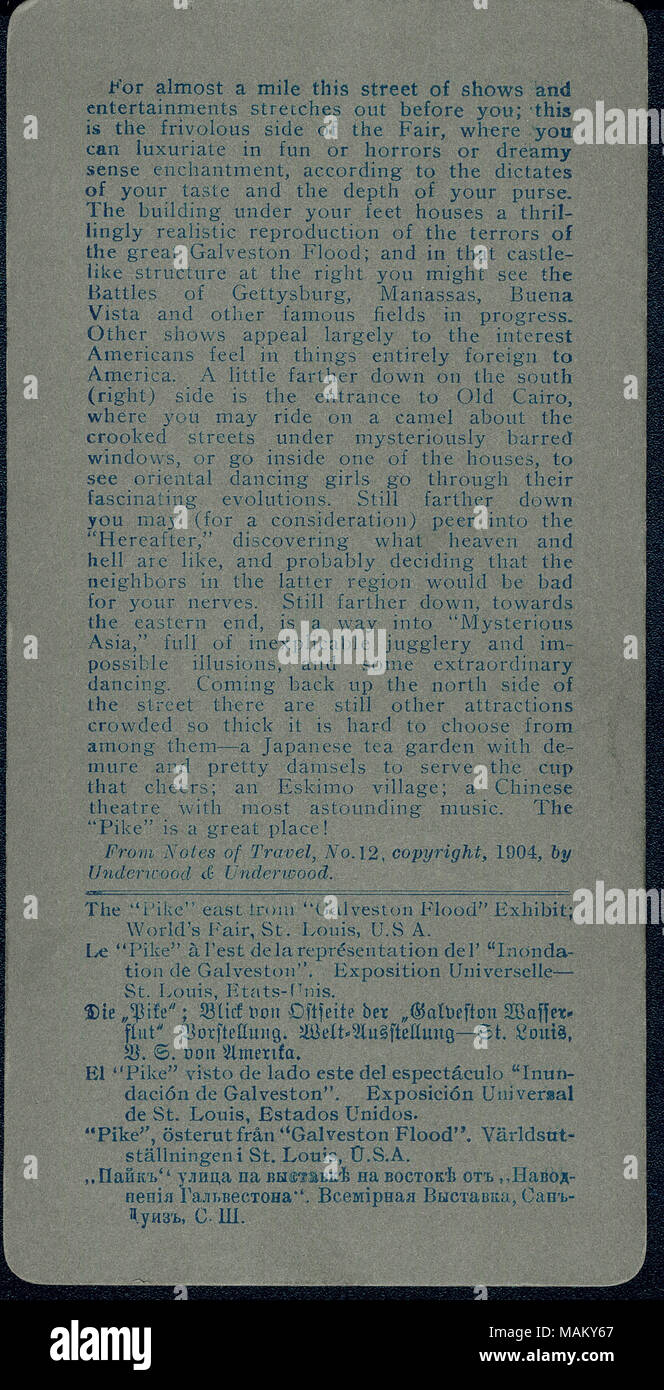 For almost a mile this street of shows and
entertainments stretches out before you; this
is the frivolous side of the Fair, where you
can luxuriate in fun or horrors or dreamy
sense enchantment, according to the dictates
of your taste and the depth of your purse.
The building under your feet houses a thril-
lingly realistic reproduction of the terrors of
the great Galveston Flood; and in that castle-
like structure at the right you might see the
Battles of Gettysburg, Manassas, Buena
Vista and other famous fields in progress.
Other shows appeal largely to the interest
Americans feel in things entirely foreign to
America. A little farther down on the south
(right) side is the entrance to Old Cairo,
where you may ride on a camel about the
crooked streets under mysteriously barred
windows, or go inside one of the houses, to
see oriental dancing girls go through their
fascinating evolutions. Still farther down
you may (for a consideration) peer into the
"Hereafter," discovering what heaven and
hell are like, and probably deciding that the
neighbors in the latter region would be bad
for your nerves. Still farther down, towards
the eastern end, is a way into "Mysterious
Asia," full of inexplicable jugglery and im-
possible illusions, and some extraordinary
dancing. Coming back up the north side of
the street there are still other attractions
crowded so thick it is hard to choose from
among them—a Japanese tea garden with de-
mure and pretty damsels to serve the cup
that cheers; an Eskimo village; a Chinese
theatre with most astounding music. The
"Pike" is a great place!
From Notes of Travel, No. 12, copyright, 1904, by
Underwood & Underwood.
The "Pike" east from "Galveston Flood" Exhibit;
World's Fair, St. Louis, U.S A.
Le "Pike" à l'est de la représentation de l' "Inonda-
tion de Galveston". Exposition Universelle—
St. Louis, Etats-Unis.
Die „Pike"; Blick von Ostseite der „Galveston Wasser-
flut" Vorstellung. Welt-Ausstellung—St. Louis,
V. S. von Amerika.
El "Pike" visto de lado este del espectáculo "Inun-
dación de Galveston". Exposición Universal
de St. Louis, Estados Unidos.
"Pike", österut från "Galveston Flood". Världsut-
ställningen i St. Louis, U.S.A.
„Пайкъ" улица на выставкѣ на востокѣ отъ „Навод-
ненія Гальвестона". Всемірная Выставка, Санъ-
Луизъ, С. Ш.
a alamy
alamy
Image ID: MAKY67
www.alamy.com